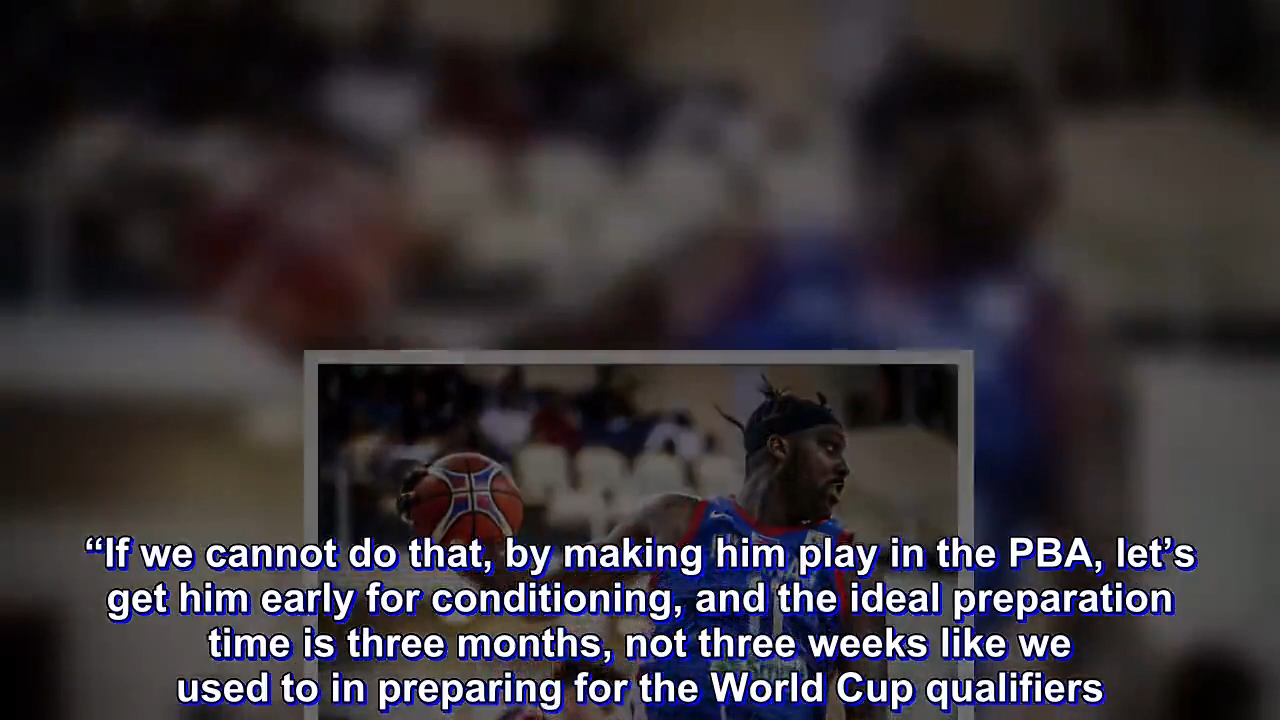 “If we cannot do that, by making him play in the PBA, let’s
get him early for conditioning, and the ideal preparation
time is three months, not three weeks like we
used to in preparing for the World Cup qualifiers